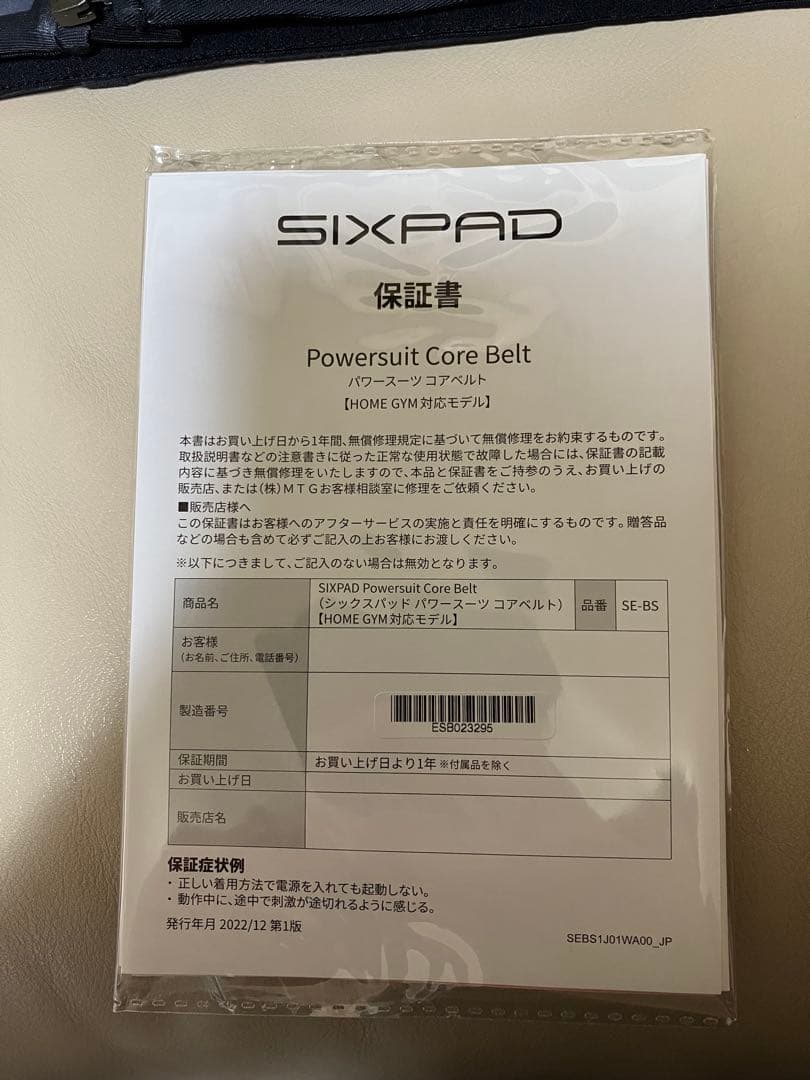 SIXPAD
保証書
Powersuit Core Belt
パワースーツ コアベルト
【HOME GYM対応モデル】
本書はお買い上げ日から1年間、無償修理規定に基づいて無償修理をお約束するものです。
取扱説明書などの注意書きに従った正常な使用状態で故障した場合には、保証書の記載
内容に基づき無償修理をいたしますので、本品と保証書をご持参のうえ、お買い上げの
販売店、または(株)MTGお客様相談室に修理をご依頼ください。
■販売店様へ
この保証書はお客様へのアフターサービスの実施と責任を明確にするものです。贈答品
などの場合も含めて必ずご記入の上お客様にお渡しください。
※以下につきまして、ご記入のない場合は無効となります。
商品名
SIXPAD Powersuit Core Belt
(シックスパッド パワースーツ コアベルト)
【HOME GYM対応モデル】
品番
SE-BS
お客様
(お名前、ご住所、電話番号)
製造番号
ESB023295
保証期間
お買い上げ日より1年 ※付属品を除く
お買い上げ日
販売店名
保証症状例
・正しい着用方法で電源を入れても起動しない。
・動作中に、途中で刺激が途切れるように感じる。
発行年月 2022/12 第1版
SEBS1J01WA00_JP